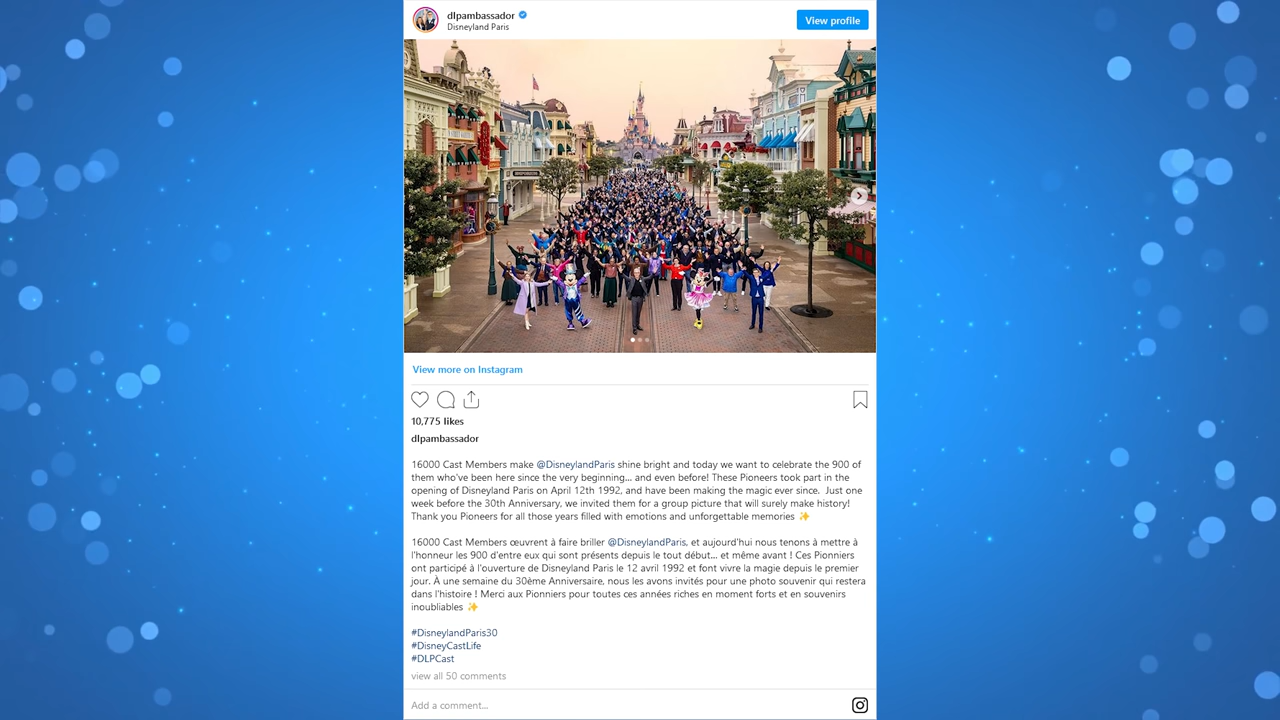 dlpambassador
Disneyland Paris
View profile
View more on Instagram
10,775 likes
dlpambassador
16000 Cast Members make @DisneylandParis shine bright and today we want to celebrate the 900 of
them who've been here since the very beginning... and even before! These Pioneers took part in the
opening of Disneyland Paris on April 12th 1992, and have been making the magic ever since.  Just one
week before the 30th Anniversary, we invited them for a group picture that will surely make history!
Thank you Pioneers for all those years filled with emotions and unforgettable memories ✨
16000 Cast Members œuvrent à faire briller @DisneylandParis, et aujourd'hui nous tenons à mettre à
l'honneur les 900 d'entre eux qui sont présents depuis le tout début... et même avant ! Ces Pionniers
ont participé à l'ouverture de Disneyland Paris le 12 avril 1992 et font vivre la magie depuis le premier
jour. À une semaine du 30ème Anniversaire, nous les avons invités pour une photo souvenir qui restera
dans l'histoire ! Merci aux Pionniers pour toutes ces années riches en moment forts et en souvenirs
inoubliables ✨
#DisneylandParis30
#DisneyCastLife
#DLPCast
view all 50 comments
Add a comment...